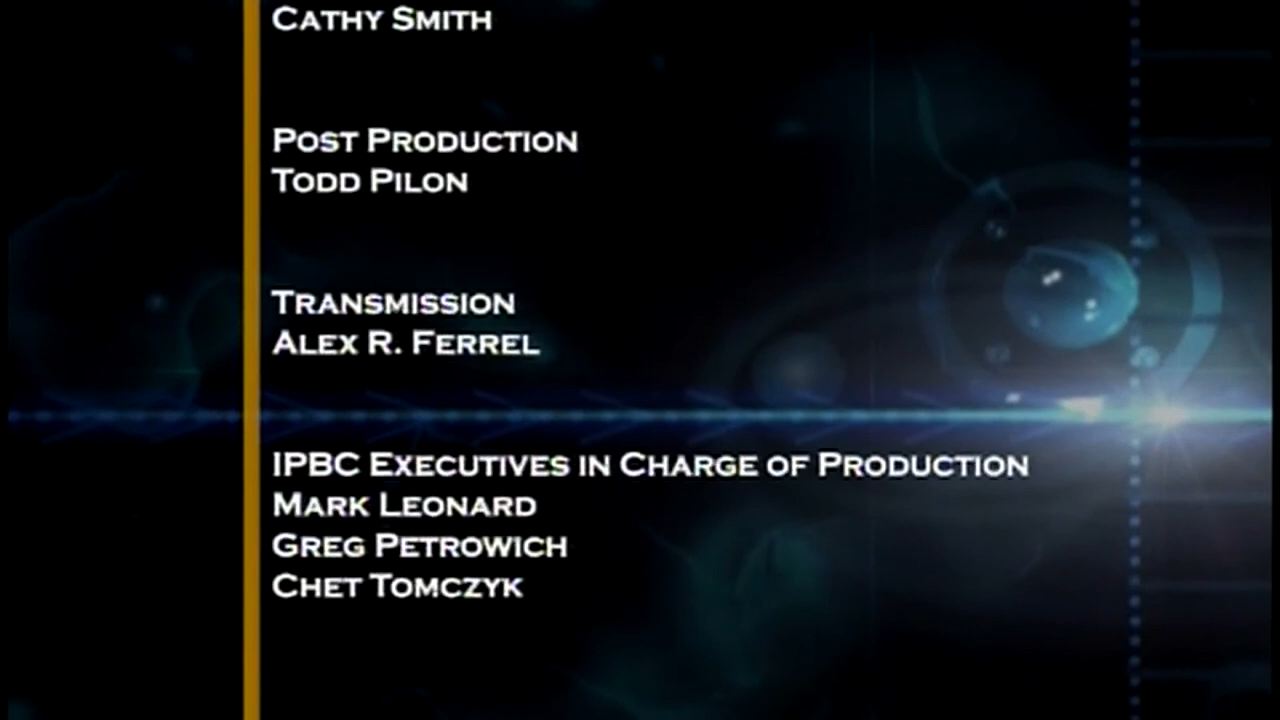 Cathy Smith
Post Production
Todd Pilon
Transmission
Alex R. Ferrel
IPBC Executives in Charge of Production
Mark Leonard
Greg Petrowich
Chet Tomczyk